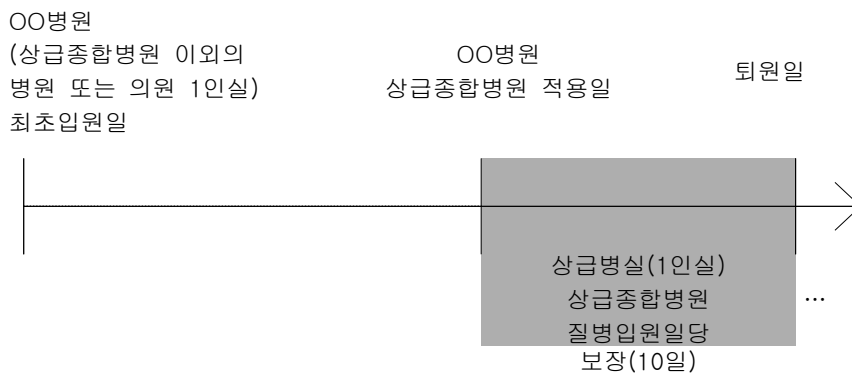 OO병원
(상급종합병원 이외의
병원 또는 의원 1인실)
최초입원일
OO병원
상급종합병원 적용일
퇴원일
상급병실(1인실)
상급종합병원
질병입원일당
보장(10일)
…